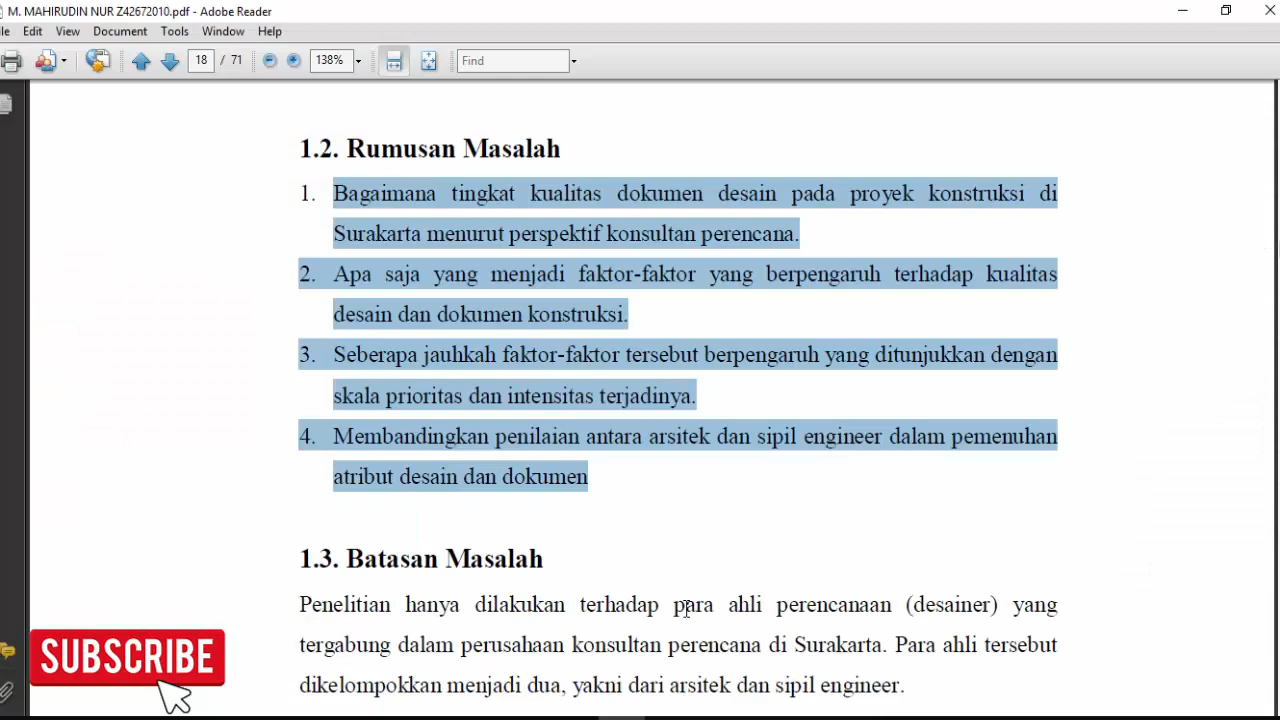 M. MAHIRUDIN NUR Z42672010.pdf - Adobe Reader
Edit View Document Tools Window Help
18 / 71 138% Find
1.2. Rumusan Masalah
1. Bagaimana tingkat kualitas dokumen desain pada proyek konstruksi di
Surakarta menurut perspektif konsultan perencana.
2. Apa saja yang menjadi faktor-faktor yang berpengaruh terhadap kualitas
desain dan dokumen konstruksi.
3. Seberapa jauhkah faktor-faktor tersebut berpengaruh yang ditunjukkan dengan
skala prioritas dan intensitas terjadinya.
4. Membandingkan penilaian antara arsitek dan sipil engineer dalam pemenuhan
atribut desain dan dokumen
1.3. Batasan Masalah
Penelitian hanya dilakukan terhadap para ahli perencanaan (desainer) yang
tergabung dalam perusahaan konsultan perencana di Surakarta. Para ahli tersebut
dikelompokkan menjadi dua, yakni dari arsitek dan sipil engineer.
SUBSCRIBE